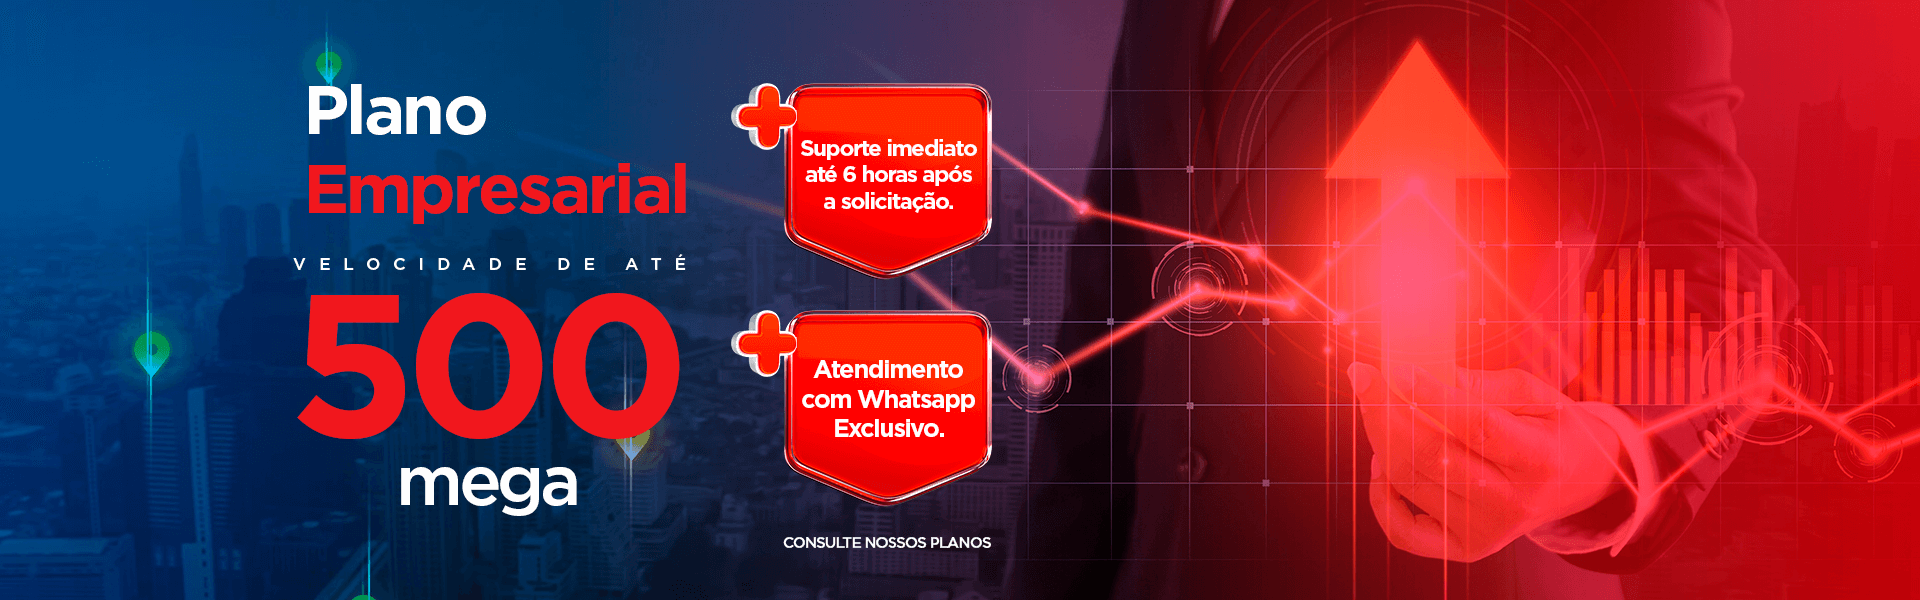 Plano
Empresarial
VELOCIDADE DE ATÉ
500
mega
Suporte imediato
até 6 horas após
a solicitação.
Atendimento
com Whatsapp
Exclusivo.
CONSULTE NOSSOS PLANOS